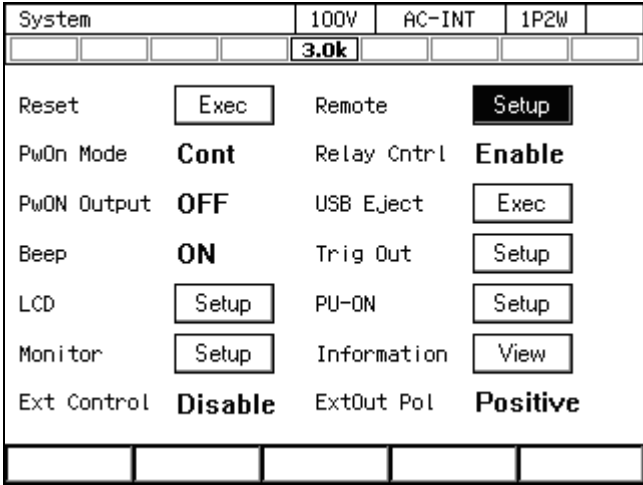 System 100V AC-INT 1P2W
3.0k
Reset Exec Remote Setup
PwOn Mode Cont Relay Cntrl Enable
PwON Output OFF USB Eject Exec
Beep ON Trig Out Setup
LCD Setup PU-ON Setup
Monitor Setup Information View
Ext Control Disable ExtOut Pol Positive